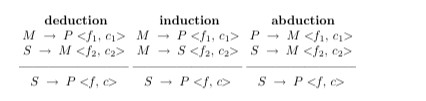 deduction induction abduction
M → P <f₁, c₁> M → P <f₁, c₁> P → M <f₁, c₁>
S → M <f₂, c₂> M → S <f₂, c₂> S → M <f₂, c₂>
S → P <f, c> S → P <f, c> S → P <f, c>